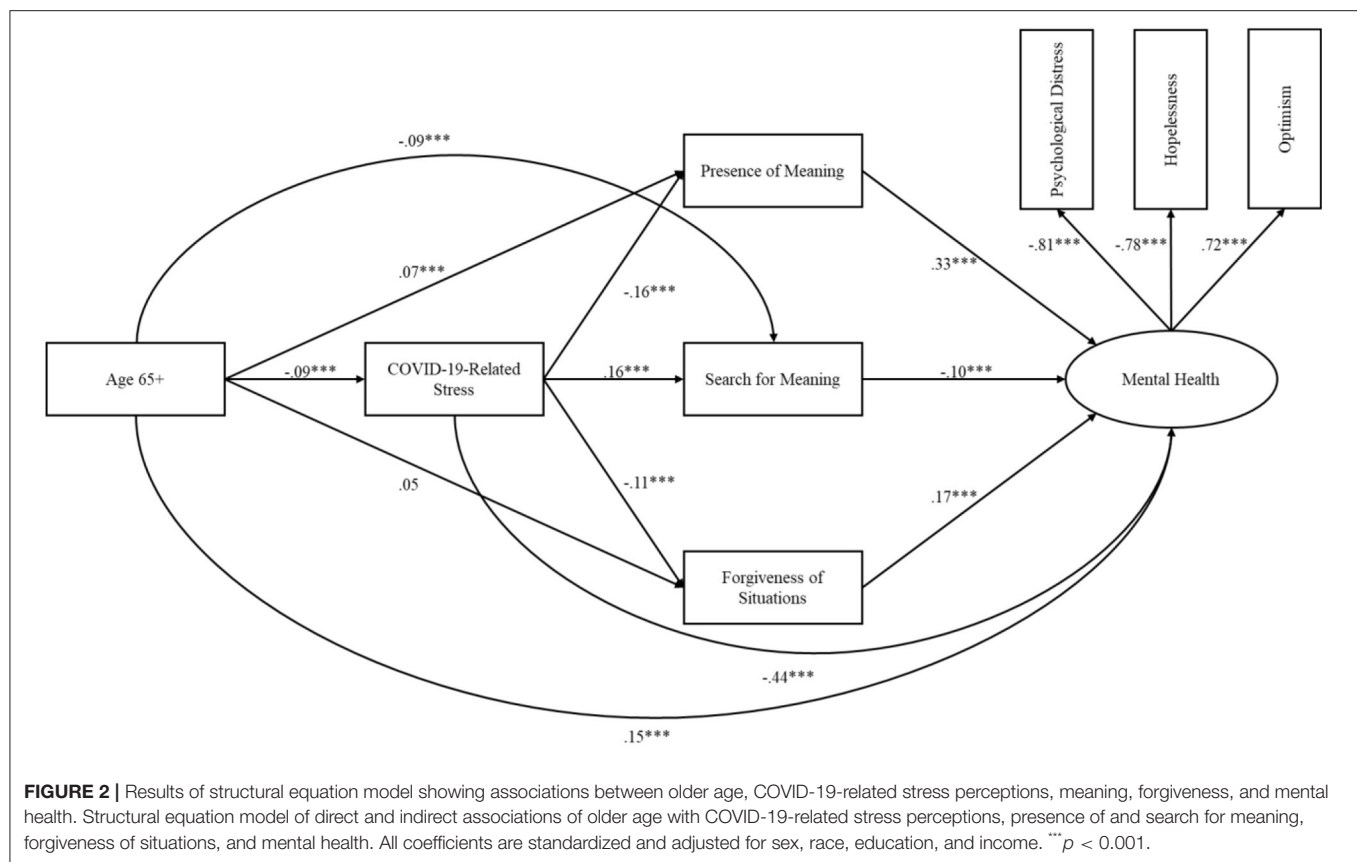 Psychological Distress
Hopelessness
Optimism
-.09***
Presence of Meaning
-.81***
-.78***
.72***
.07***
.33***
-.16***
Age 65+
-.09***
COVID-19-Related
Stress
.16***
Search for Meaning
-.10***
Mental Health
.05
-.11***
.17***
Forgiveness of
Situations
-.44***
.15***
FIGURE 2 | Results of structural equation model showing associations between older age, COVID-19-related stress perceptions, meaning, forgiveness, and mental
health. Structural equation model of direct and indirect associations of older age with COVID-19-related stress perceptions, presence of and search for meaning,
forgiveness of situations, and mental health. All coefficients are standardized and adjusted for sex, race, education, and income. ***p < 0.001.